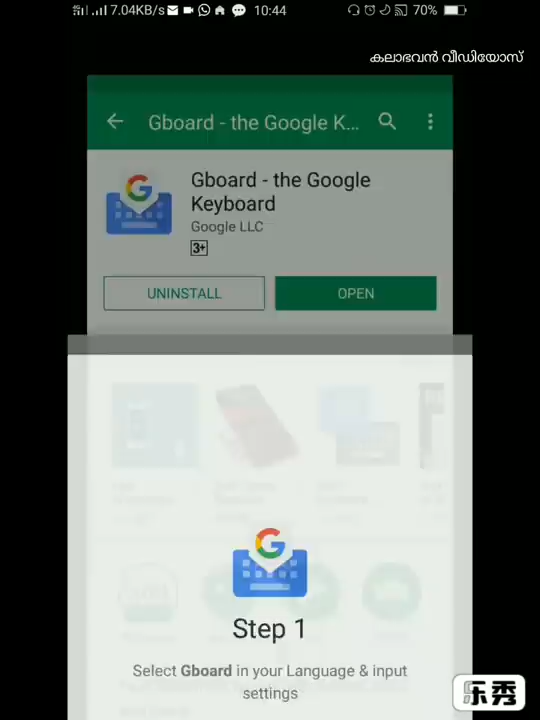 7.04KB/s 10:44 70%
കലാഭവൻ വീഡിയോസ്
Gboard - the Google K...
Gboard - the Google
Keyboard
Google LLC
3+
UNINSTALL OPEN
Step 1
Select Gboard in your Language & input
settings
乐秀